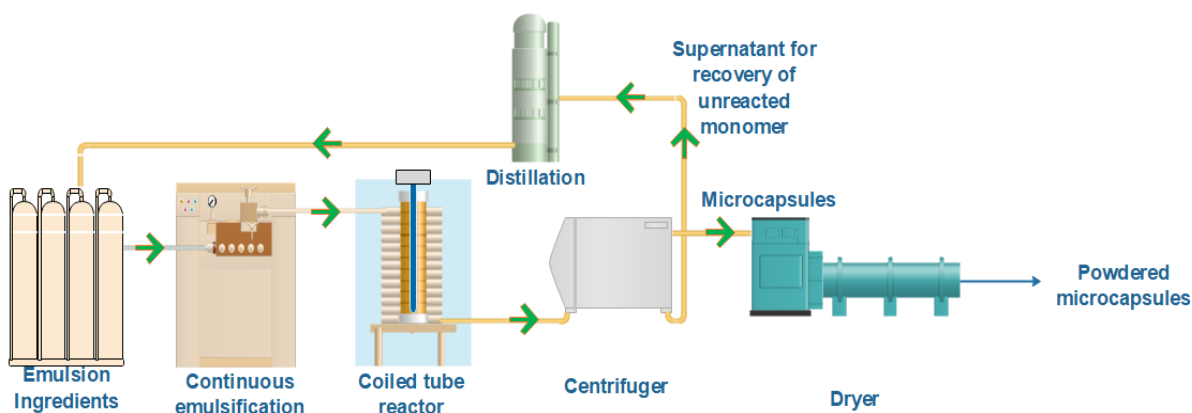 Supernatant for
recovery of
unreacted
monomer
Distillation
Microcapsules
Powdered
microcapsules
Emulsion
Ingredients
Continuous
emulsification
Coiled tube
reactor
Centrifuger
Dryer